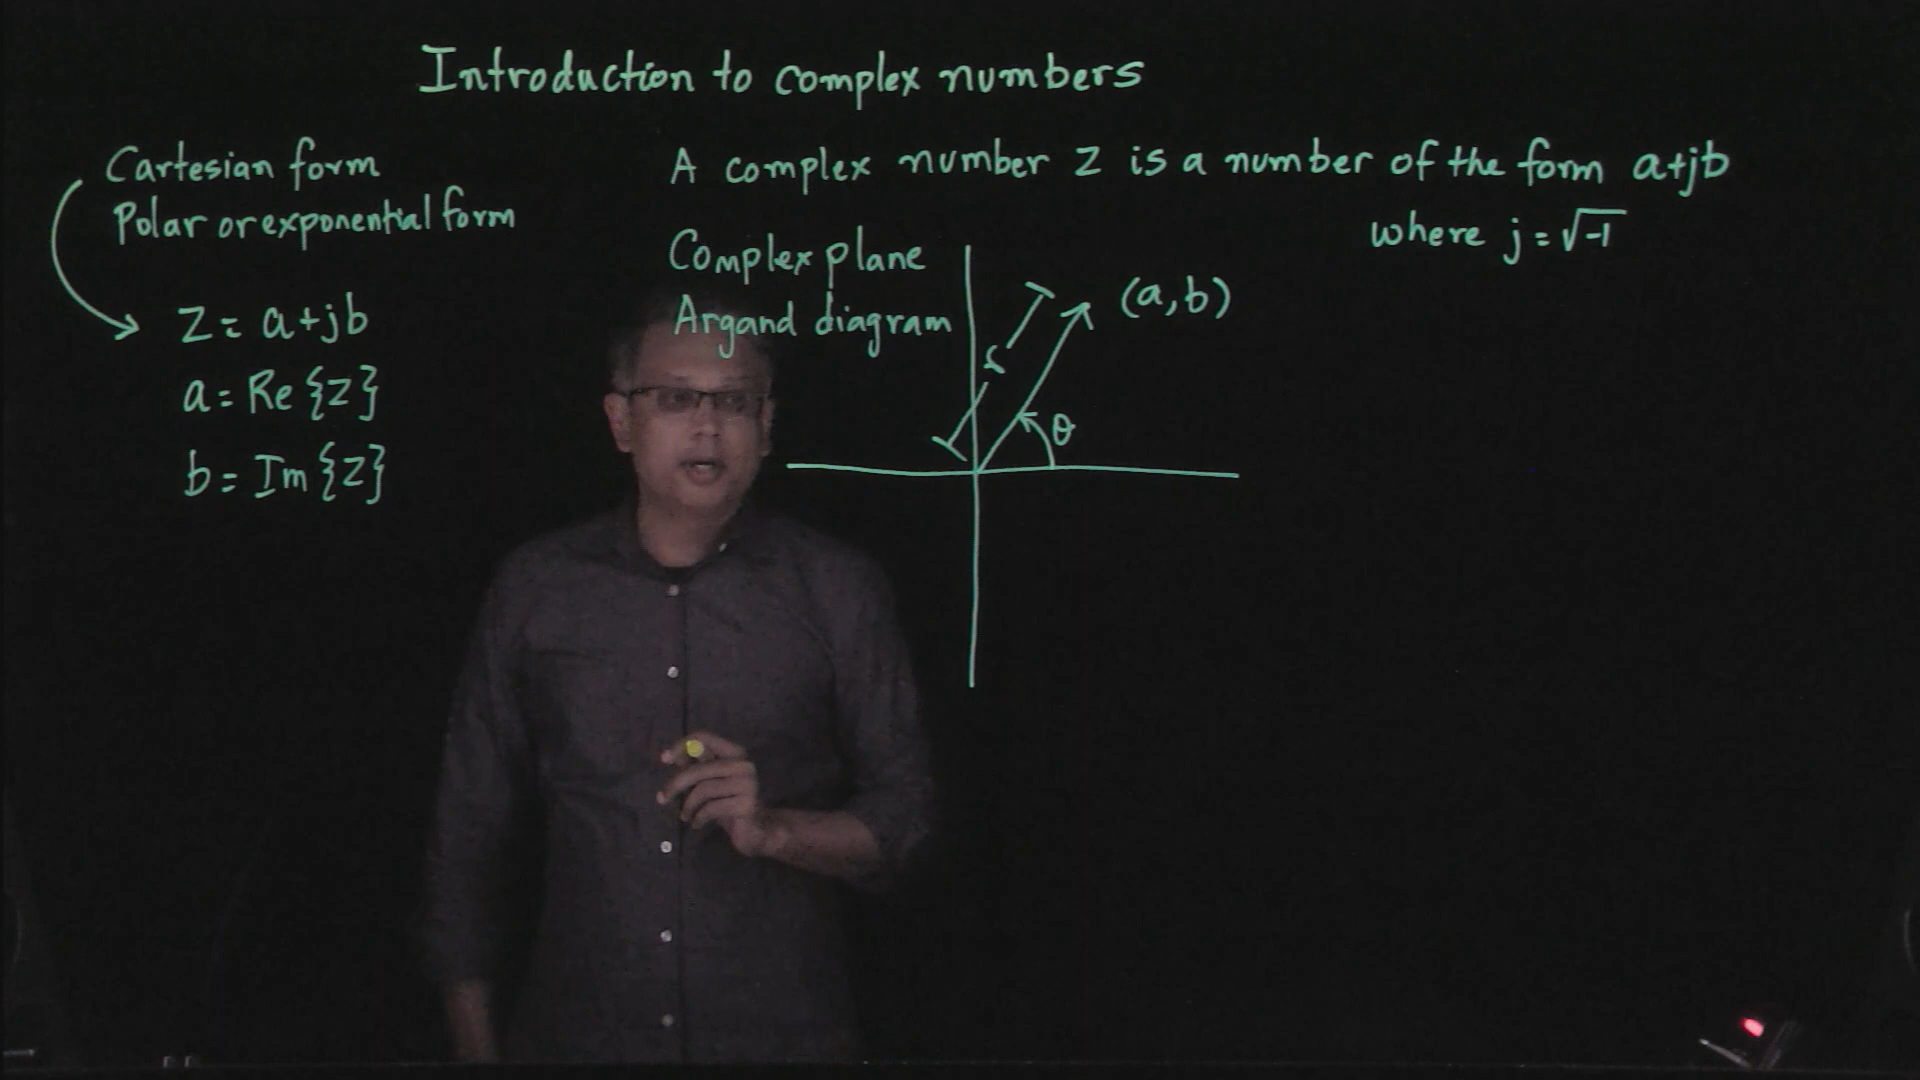 Introduction to complex numbers
Cartesian form
Polar or exponential form
z = a+jb
a = Re {z}
b = Im {z}
A complex number z is a number of the form a+jb
where j = √-1
Complex plane
Argand diagram
(a,b)
r
θ